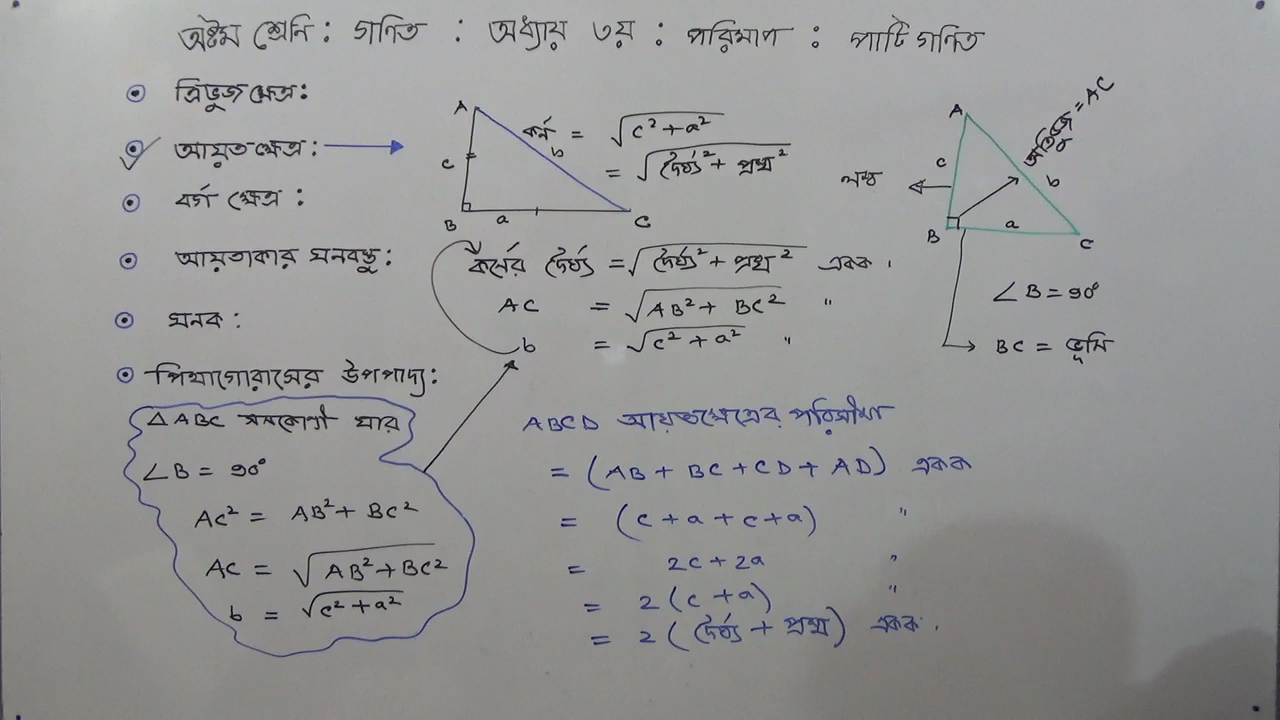 অষ্টম শ্রেনি : গণিত : অধ্যায় ৩য় : পরিমাপ : পাটি গনিত
ত্রিভুজ ক্ষেত্র:
আয়ত ক্ষেত্র:
বর্গ ক্ষেত্র :
আয়তাকার ঘনবস্তু:
ঘনক :
পিথাগোরাসের উপপাদ্য:
△ABC সমকোণী যার
∠B = 90°
AC² = AB² + BC²
AC = √AB² + BC²
b = √c² + a²
A
c
B
a
C
b
কর্ন = √c² + a²
= √দৈর্ঘ্য² + প্রস্থ²
কর্নের দৈর্ঘ্য = √দৈর্ঘ্য² + প্রস্থ² একক।
AC = √AB² + BC² "
b = √c² + a² "
ABCD আয়তক্ষেত্রের পরিসীমা
= (AB + BC + CD + AD) একক
= (c + a + c + a) "
= 2c + 2a "
= 2(c + a) "
= 2(দৈর্ঘ্য + প্রস্থ) একক.
A
অতিভুজ = AC
c
লম্ব
b
B
a
C
∠B = 90°
BC = ভূমি